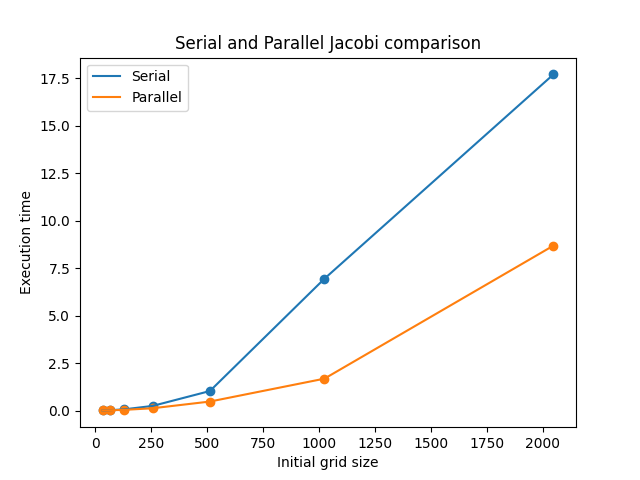 Serial and Parallel Jacobi comparison
Serial
Parallel
Execution time
17.5
15.0
12.5
10.0
7.5
5.0
2.5
0.0
0 250 500 750 1000 1250 1500 1750 2000
Initial grid size